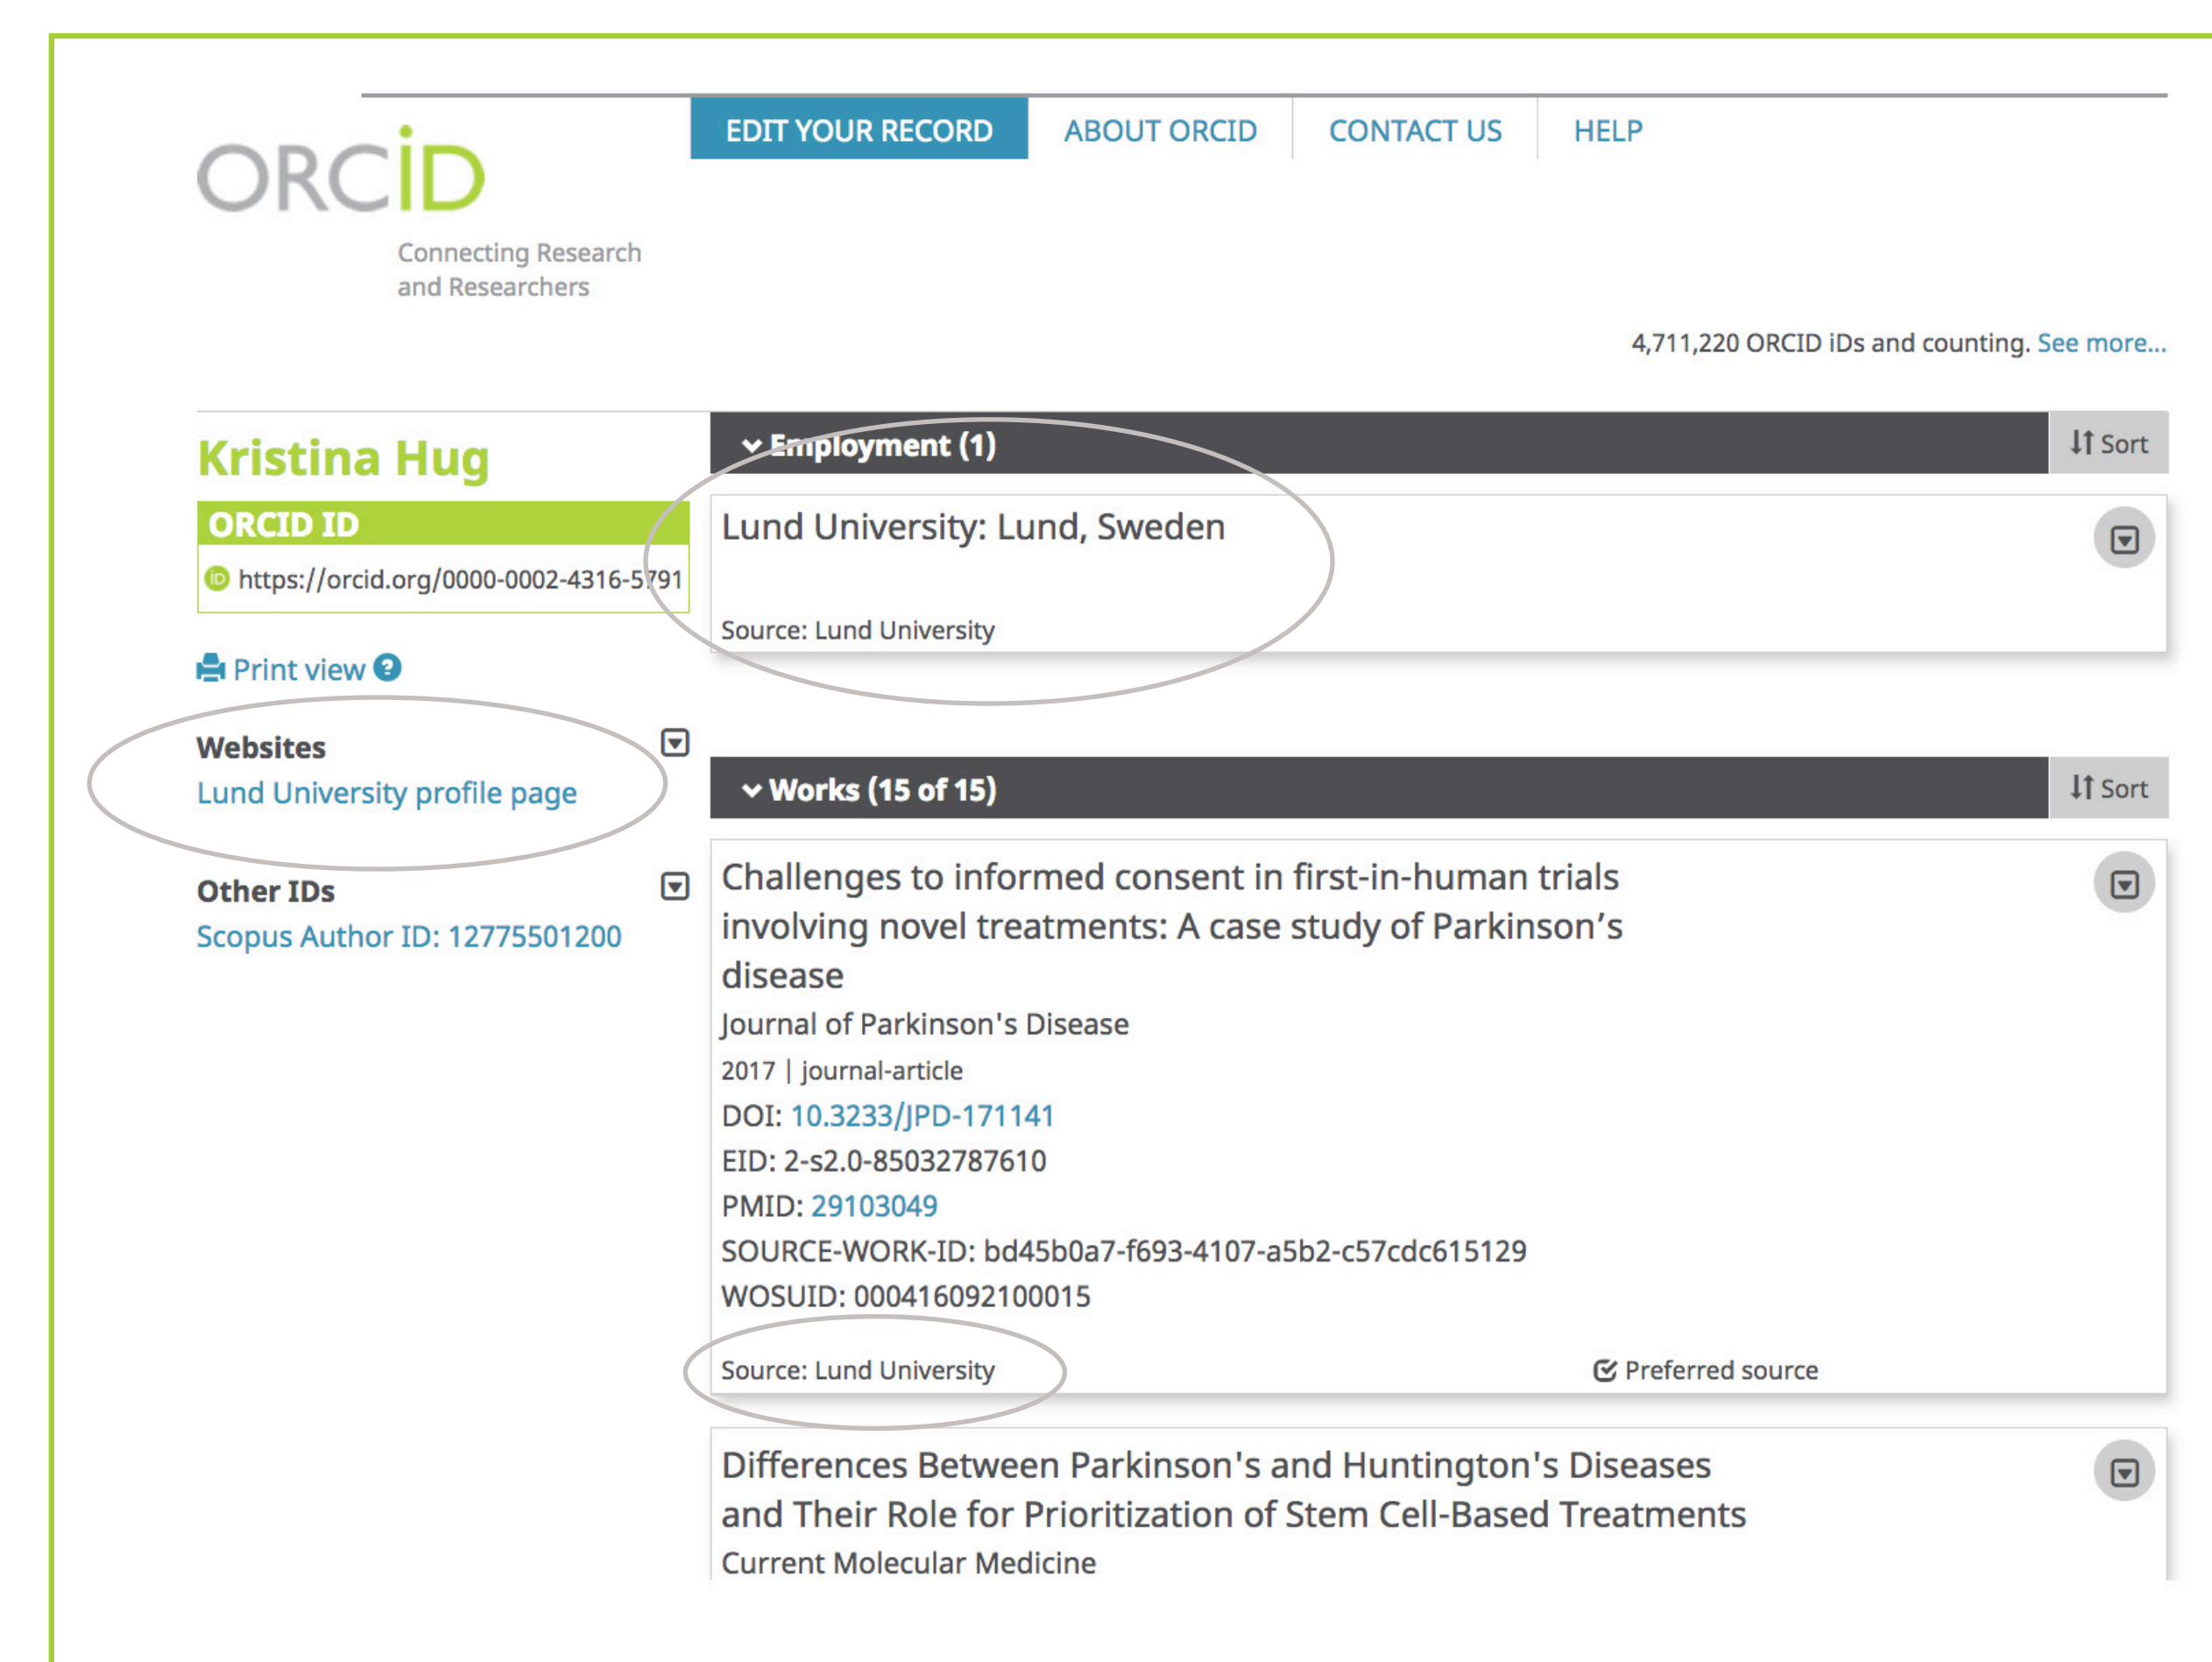 EDIT YOUR RECORD
ABOUT ORCID
CONTACT US
HELP
ORCID
Connecting Research
and Researchers
4,711,220 ORCID iDs and counting. See more...
Kristina Hug
ORCID ID
iD https://orcid.org/0000-0002-4316-5791
Print view ?
Websites
Lund University profile page
Other IDs
Scopus Author ID: 12775501200
Employment (1)
Sort
Lund University: Lund, Sweden
Source: Lund University
Works (15 of 15)
Sort
Challenges to informed consent in first-in-human trials
involving novel treatments: A case study of Parkinson’s
disease
Journal of Parkinson's Disease
2017 | journal-article
DOI: 10.3233/JPD-171141
EID: 2-s2.0-85032787610
PMID: 29103049
SOURCE-WORK-ID: bd45b0a7-f693-4107-a5b2-c57cdc615129
WOSUID: 000416092100015
Source: Lund University
Preferred source
Differences Between Parkinson's and Huntington's Diseases
and Their Role for Prioritization of Stem Cell-Based Treatments
Current Molecular Medicine